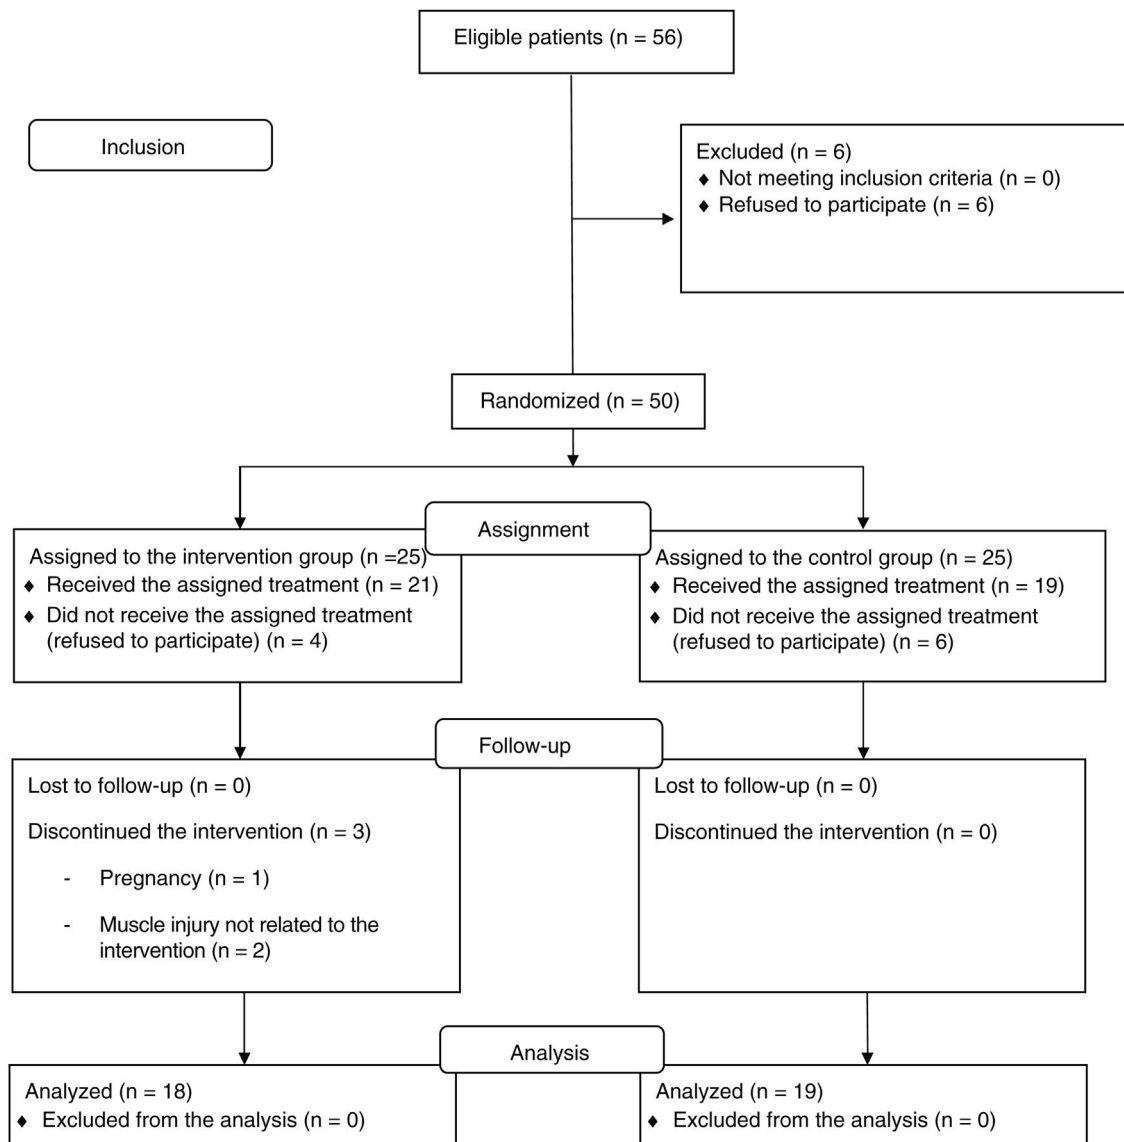 Eligible patients (n = 56)
Inclusion
Excluded (n = 6)
♦ Not meeting inclusion criteria (n = 0)
♦ Refused to participate (n = 6)
Randomized (n = 50)
Assignment
Assigned to the intervention group (n =25)
♦ Received the assigned treatment (n = 21)
♦ Did not receive the assigned treatment
(refused to participate) (n = 4)
Assigned to the control group (n = 25)
♦ Received the assigned treatment (n = 19)
♦ Did not receive the assigned treatment
(refused to participate) (n = 6)
Follow-up
Lost to follow-up (n = 0)
Discontinued the intervention (n = 3)
- Pregnancy (n = 1)
- Muscle injury not related to the
intervention (n = 2)
Lost to follow-up (n = 0)
Discontinued the intervention (n = 0)
Analysis
Analyzed (n = 18)
♦ Excluded from the analysis (n = 0)
Analyzed (n = 19)
♦ Excluded from the analysis (n = 0)